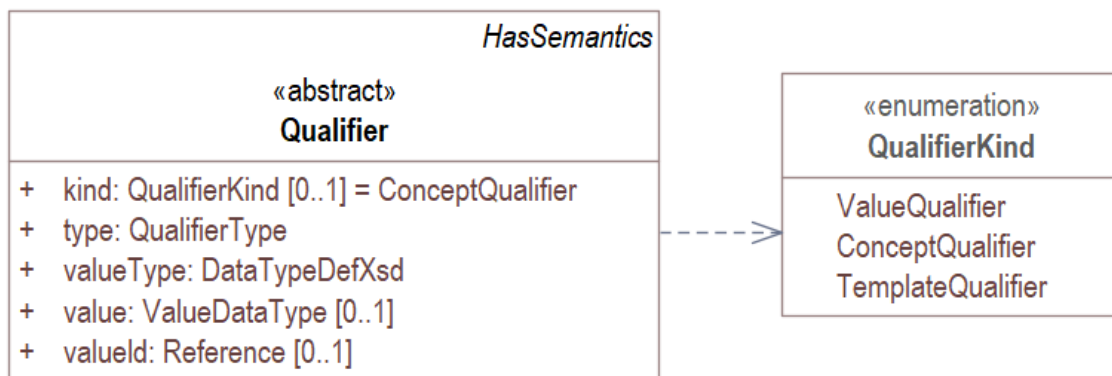 HasSemantics
«abstract»
Qualifier
+ kind: QualifierKind [0..1] = ConceptQualifier
+ type: QualifierType
+ valueType: DataTypeDefXsd
+ value: ValueDataType [0..1]
+ valueId: Reference [0..1]
«enumeration»
QualifierKind
ValueQualifier
ConceptQualifier
TemplateQualifier